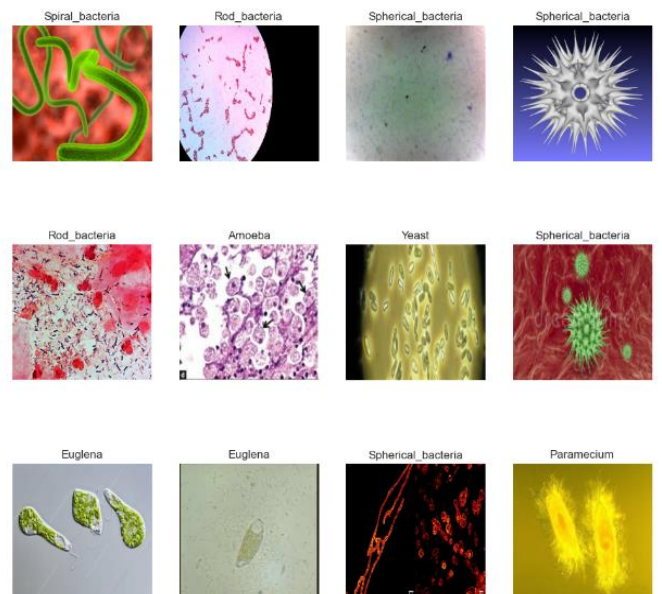 Spiral_bacteria
Rod_bacteria
Spherical_bacteria
Spherical_bacteria
Rod_bacteria
Amoeba
Yeast
Spherical_bacteria
Euglena
Euglena
Spherical_bacteria
Paramecium